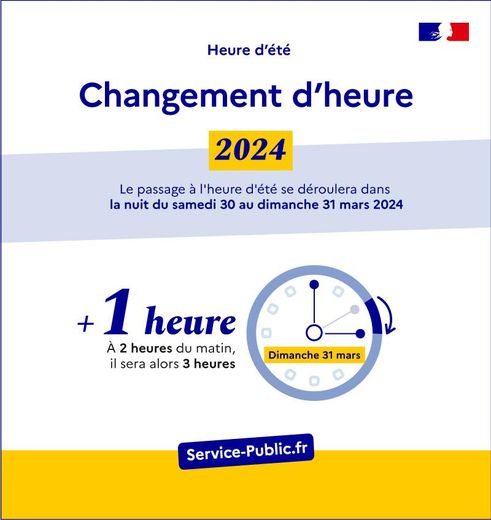 Heure d'été
Changement d'heure
2024
Le passage à l'heure d'été se déroulera dans
la nuit du samedi 30 au dimanche 31 mars 2024
+ 1 heure
À 2 heures du matin,
il sera alors 3 heures
Dimanche 31 mars
Service-Public.fr